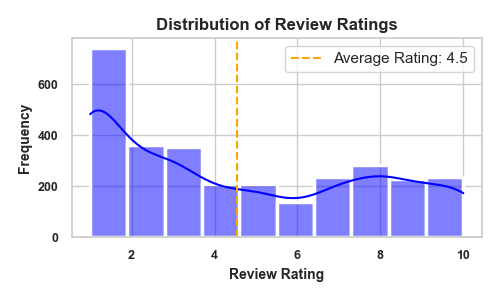 Distribution of Review Ratings
Average Rating: 4.5
Frequency
600
400
200
0
2 4 6 8 10
Review Rating